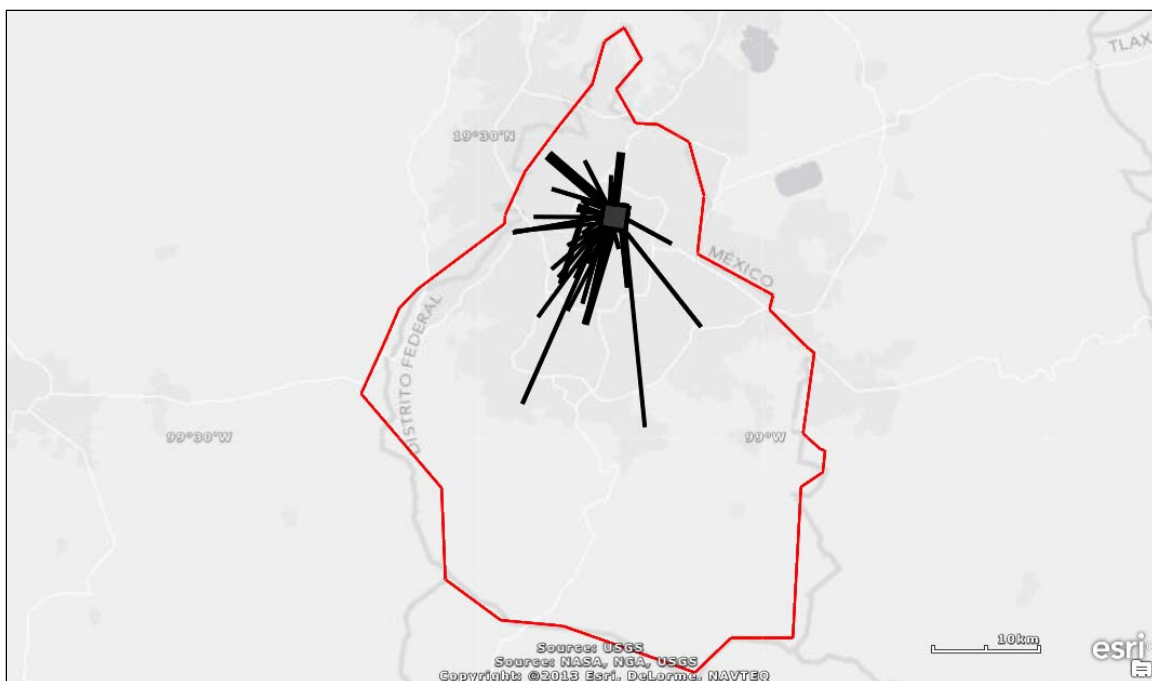 TLAX
19°30'N
MÉXICO
DISTRITO FEDERAL
99°30'W
99°W
10km
Source: USGS
Source: NASA, NGA, USGS
Copyright: ©2013 Esri, DeLorme, NAVTEQ
esri